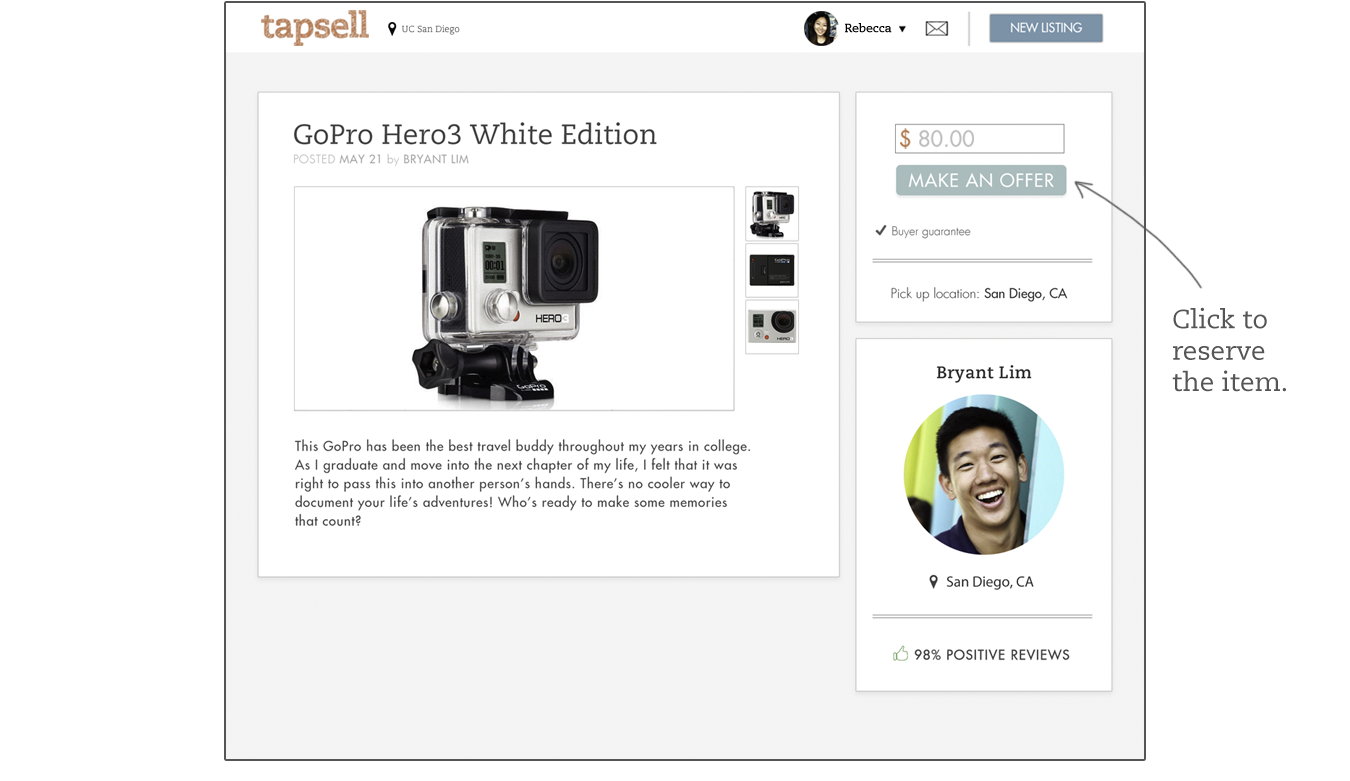 tapsell
UC San Diego
Rebecca
NEW LISTING
GoPro Hero3 White Edition
POSTED MAY 21 by BRYANT LIM
HERO3
GoPro
This GoPro has been the best travel buddy throughout my years in college.
As I graduate and move into the next chapter of my life, I felt that it was
right to pass this into another person's hands. There's no cooler way to
document your life's adventures! Who's ready to make some memories
that count?
$ 80.00
MAKE AN OFFER
Buyer guarantee
Pick up location: San Diego, CA
Click to
reserve
the item.
Bryant Lim
San Diego, CA
98% POSITIVE REVIEWS